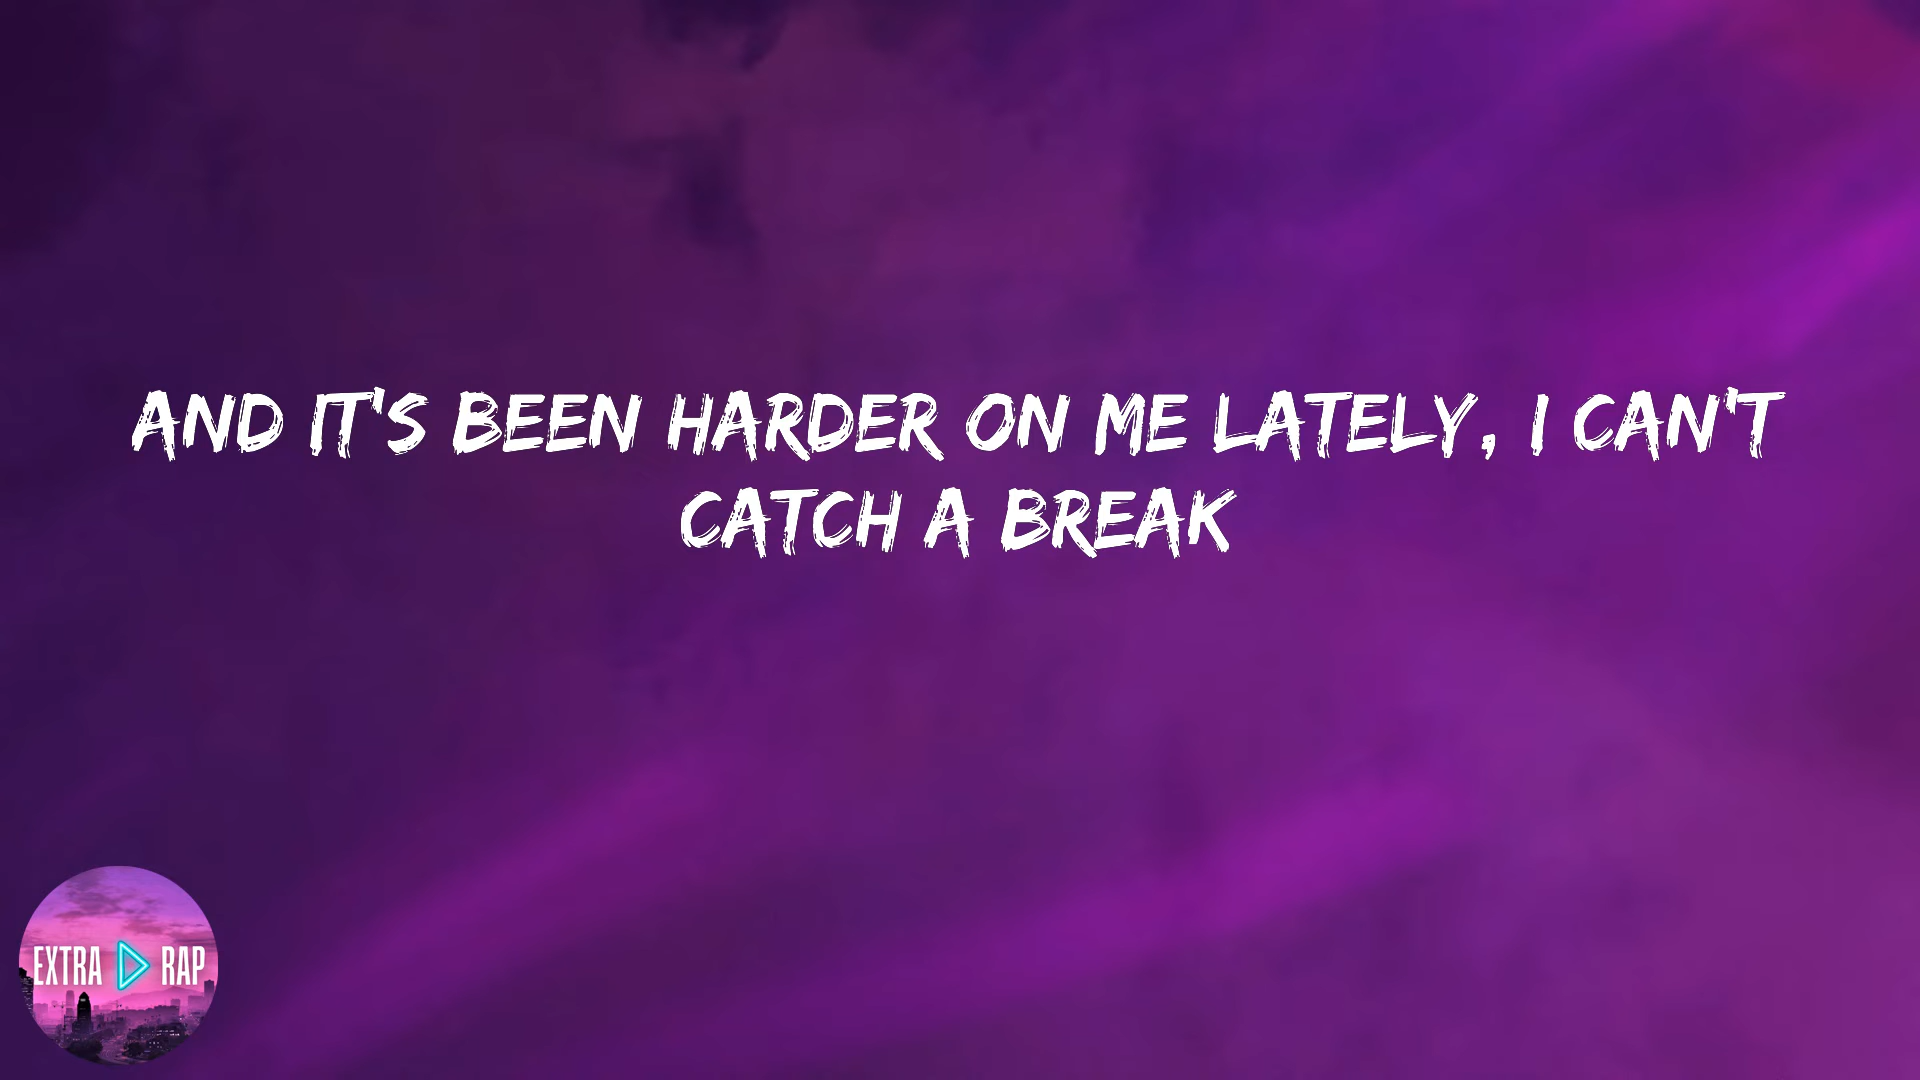 AND IT'S BEEN HARDER ON ME LATELY, I CAN'T
CATCH A BREAK
EXTRA RAP